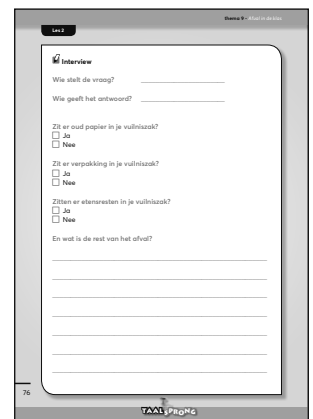 thema 9 - Afval in de klas
Les 2
Interview
Wie stelt de vraag?
Wie geeft het antwoord?
Zit er oud papier in je vuilniszak?
Ja
Nee
Zit er verpakking in je vuilniszak?
Ja
Nee
Zitten er etensresten in je vuilniszak?
Ja
Nee
En wat is de rest van het afval?
76
TAALSPRONG